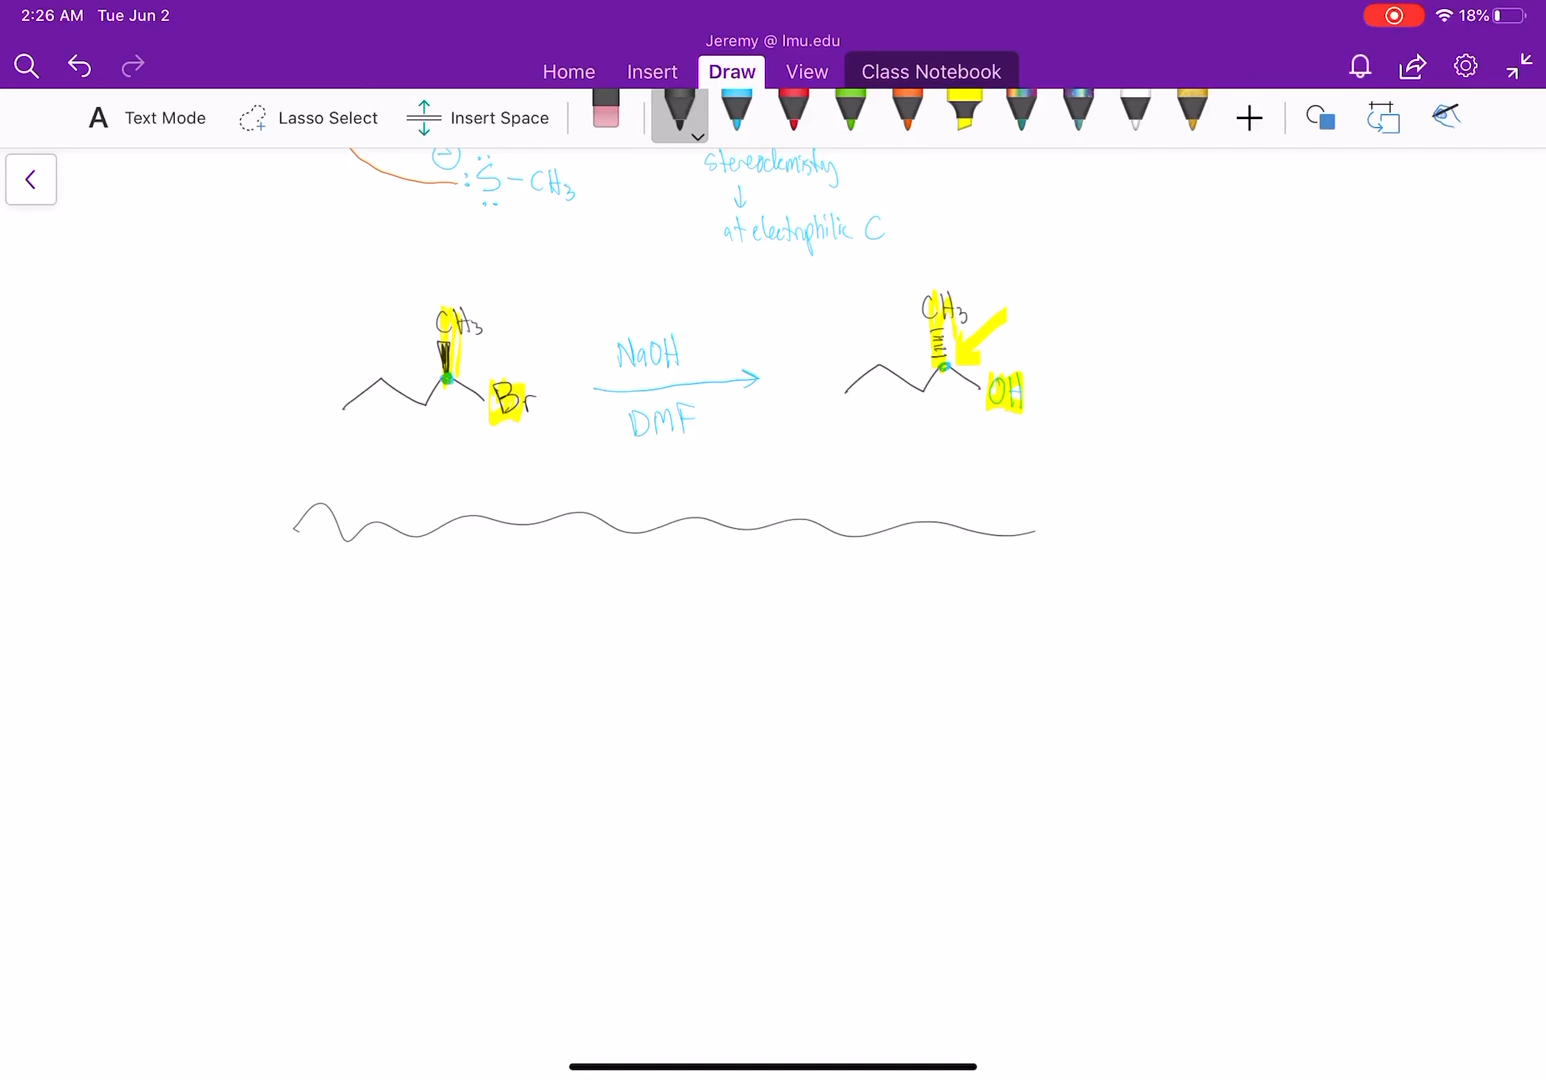 2:26 AM Tue Jun 2
18%
Jeremy @ lmu.edu
Home Insert Draw View Class Notebook
A Text Mode Lasso Select Insert Space
⊖
:S̈ - CH3
stereochemistry
↓
at electrophilic C
CH3
Br
NaOH
DMF
CH3
OH